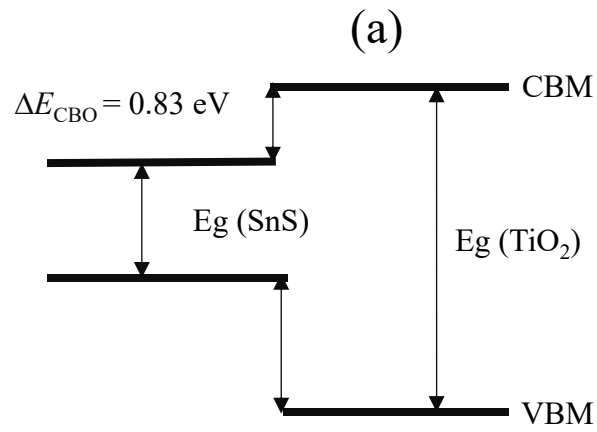 (a)
CBM
ΔE_CBO = 0.83 eV
Eg (SnS)
Eg (TiO₂)
VBM